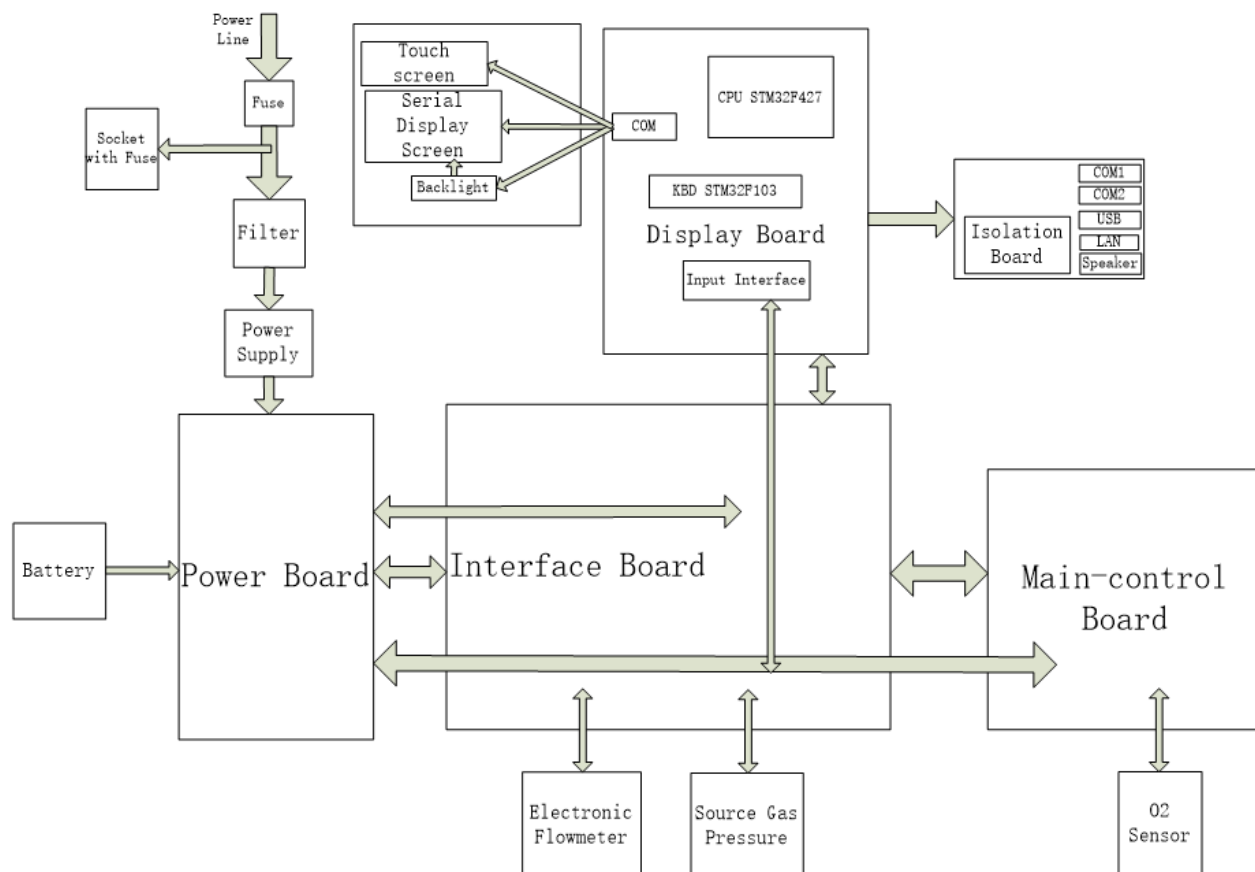 Power
Line
Fuse
Socket
with Fuse
Filter
Power
Supply
Touch
screen
Serial
Display
Screen
Backlight
COM
CPU STM32F427
KBD STM32F103
Display Board
Input Interface
Isolation
Board
COM1
COM2
USB
LAN
Speaker
Battery
Power Board
Interface Board
Main-control
Board
Electronic
Flowmeter
Source Gas
Pressure
O2
Sensor